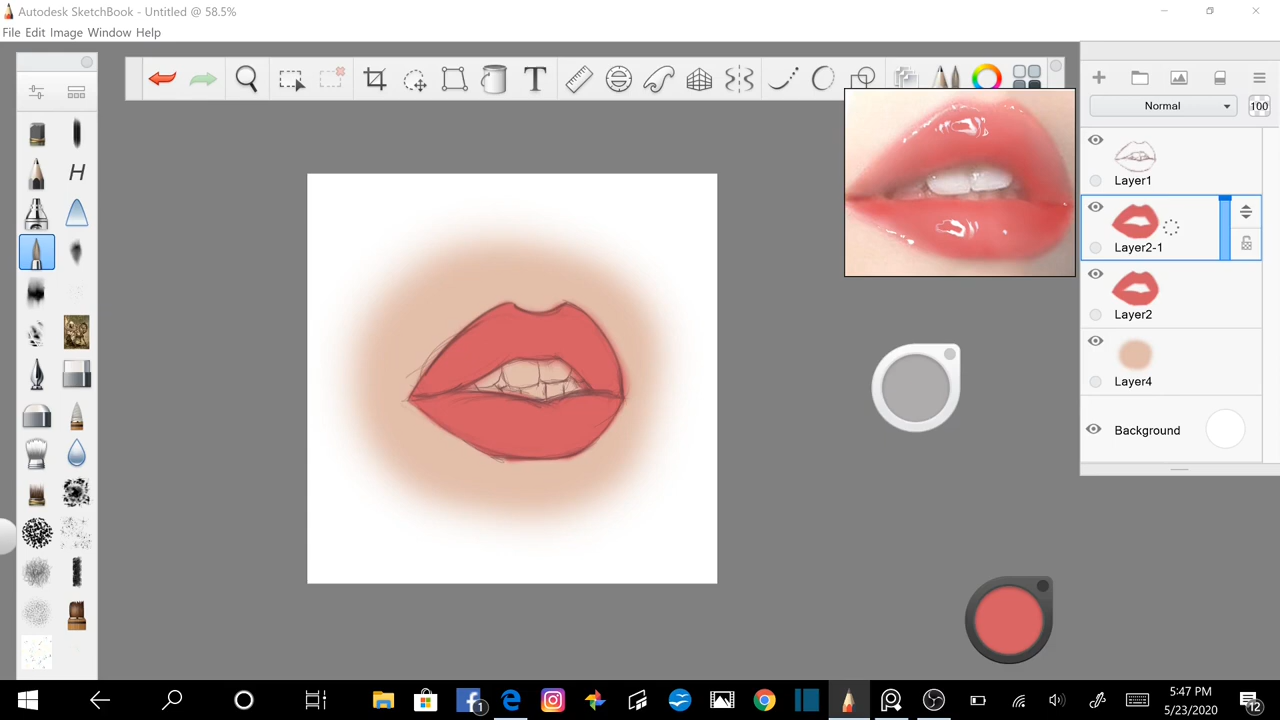 Autodesk SketchBook - Untitled @ 58.5%
File Edit Image Window Help
T
Normal
100
H
Layer1
Layer2-1
Layer2
Layer4
Background
1
5:47 PM
5/23/2020
12